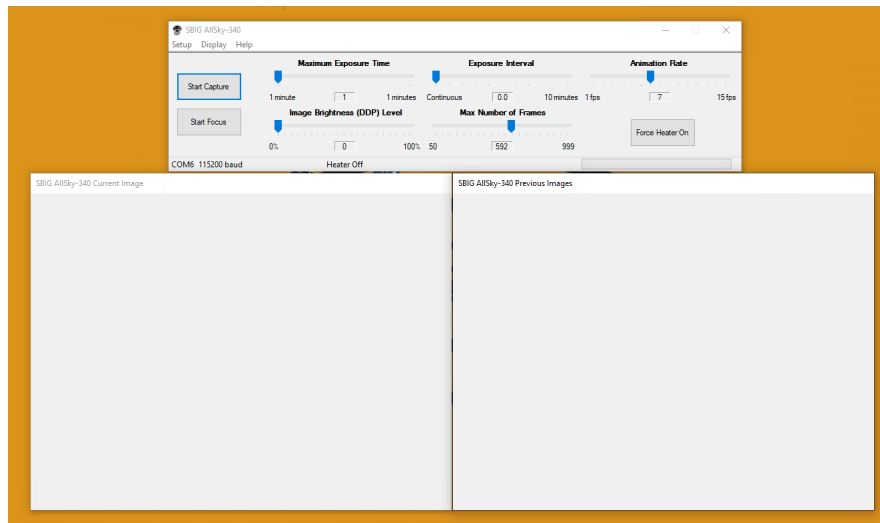 SBIG AllSky-340
Setup Display Help
Maximum Exposure Time
Exposure Interval
Animation Rate
Start Capture
1 minute 1 1 minutes
Continuous 0.0 10 minutes
1 fps 7 15 fps
Image Brightness (DDP) Level
Max Number of Frames
Start Focus
Force Heater On
0% 0 100%
50 592 999
COM6 115200 baud
Heater Off
SBIG AllSky-340 Current Image
SBIG AllSky-340 Previous Images